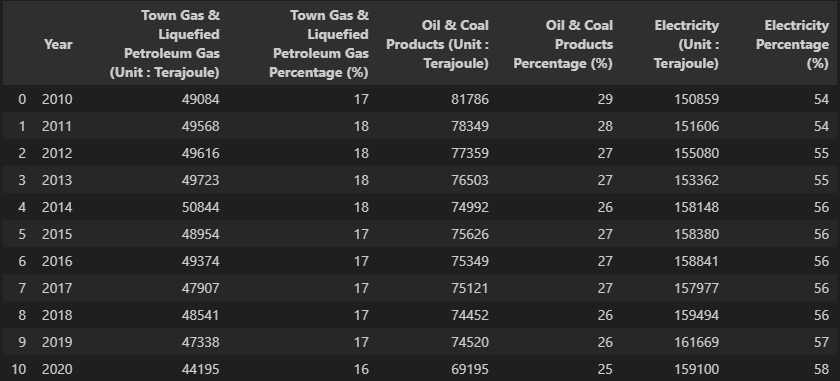 Year Town Gas & Liquefied Petroleum Gas (Unit : Terajoule) Town Gas & Liquefied Petroleum Gas Percentage (%) Oil & Coal Products (Unit : Terajoule) Oil & Coal Products Percentage (%) Electricity (Unit : Terajoule) Electricity Percentage (%)
0 2010 49084 17 81786 29 150859 54
1 2011 49568 18 78349 28 151606 54
2 2012 49616 18 77359 27 155080 55
3 2013 49723 18 76503 27 153362 55
4 2014 50844 18 74992 26 158148 56
5 2015 48954 17 75626 27 158380 56
6 2016 49374 17 75349 27 158841 56
7 2017 47907 17 75121 27 157977 56
8 2018 48541 17 74452 26 159494 56
9 2019 47338 17 74520 26 161669 57
10 2020 44195 16 69195 25 159100 58